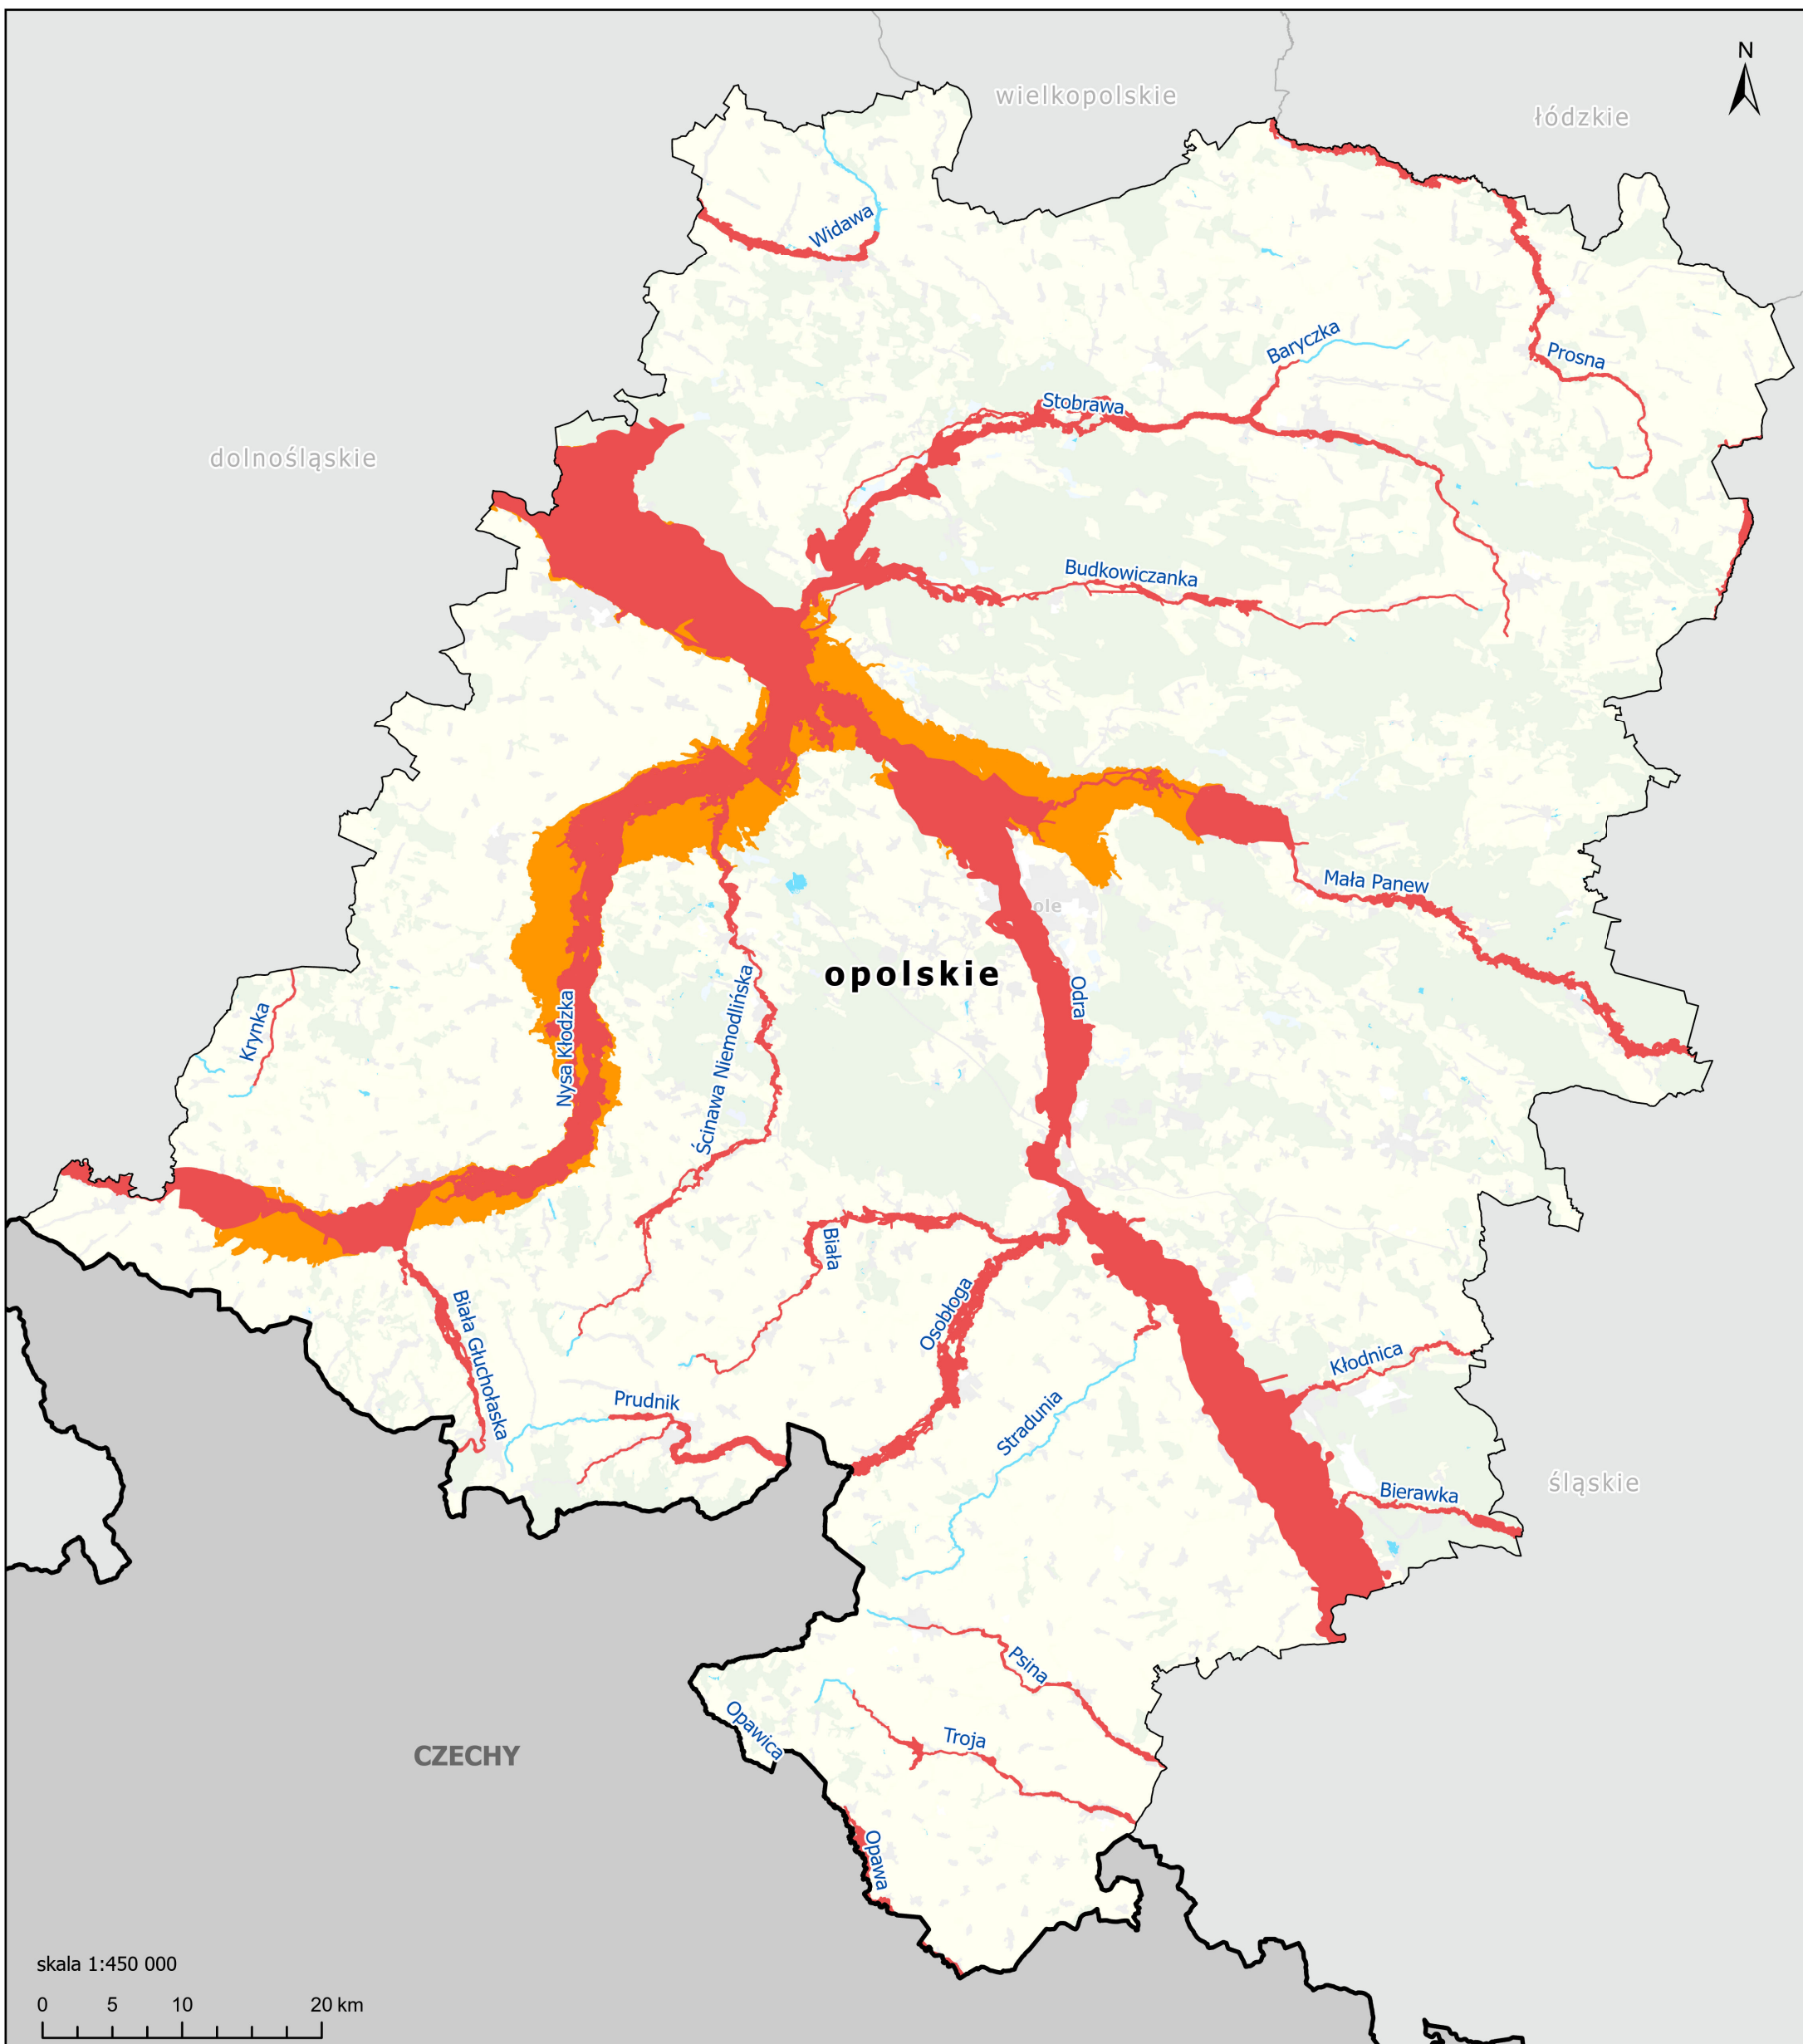 N
wielkopolskie
łódzkie
Widawa
Baryczka
Prosna
Stobrawa
dolnośląskie
Budkowiczanka
Mała Panew
ole
opolskie
Odra
Nysa Kłodzka
Ścinawa Niemodlińska
Krynka
Biała
Osobłoga
Biała Głuchołaska
Kłodnica
Prudnik
Stradunia
śląskie
Bierawka
Psina
Opawica
Troja
CZECHY
Opawa
skala 1:450 000
0 5 10 20 km